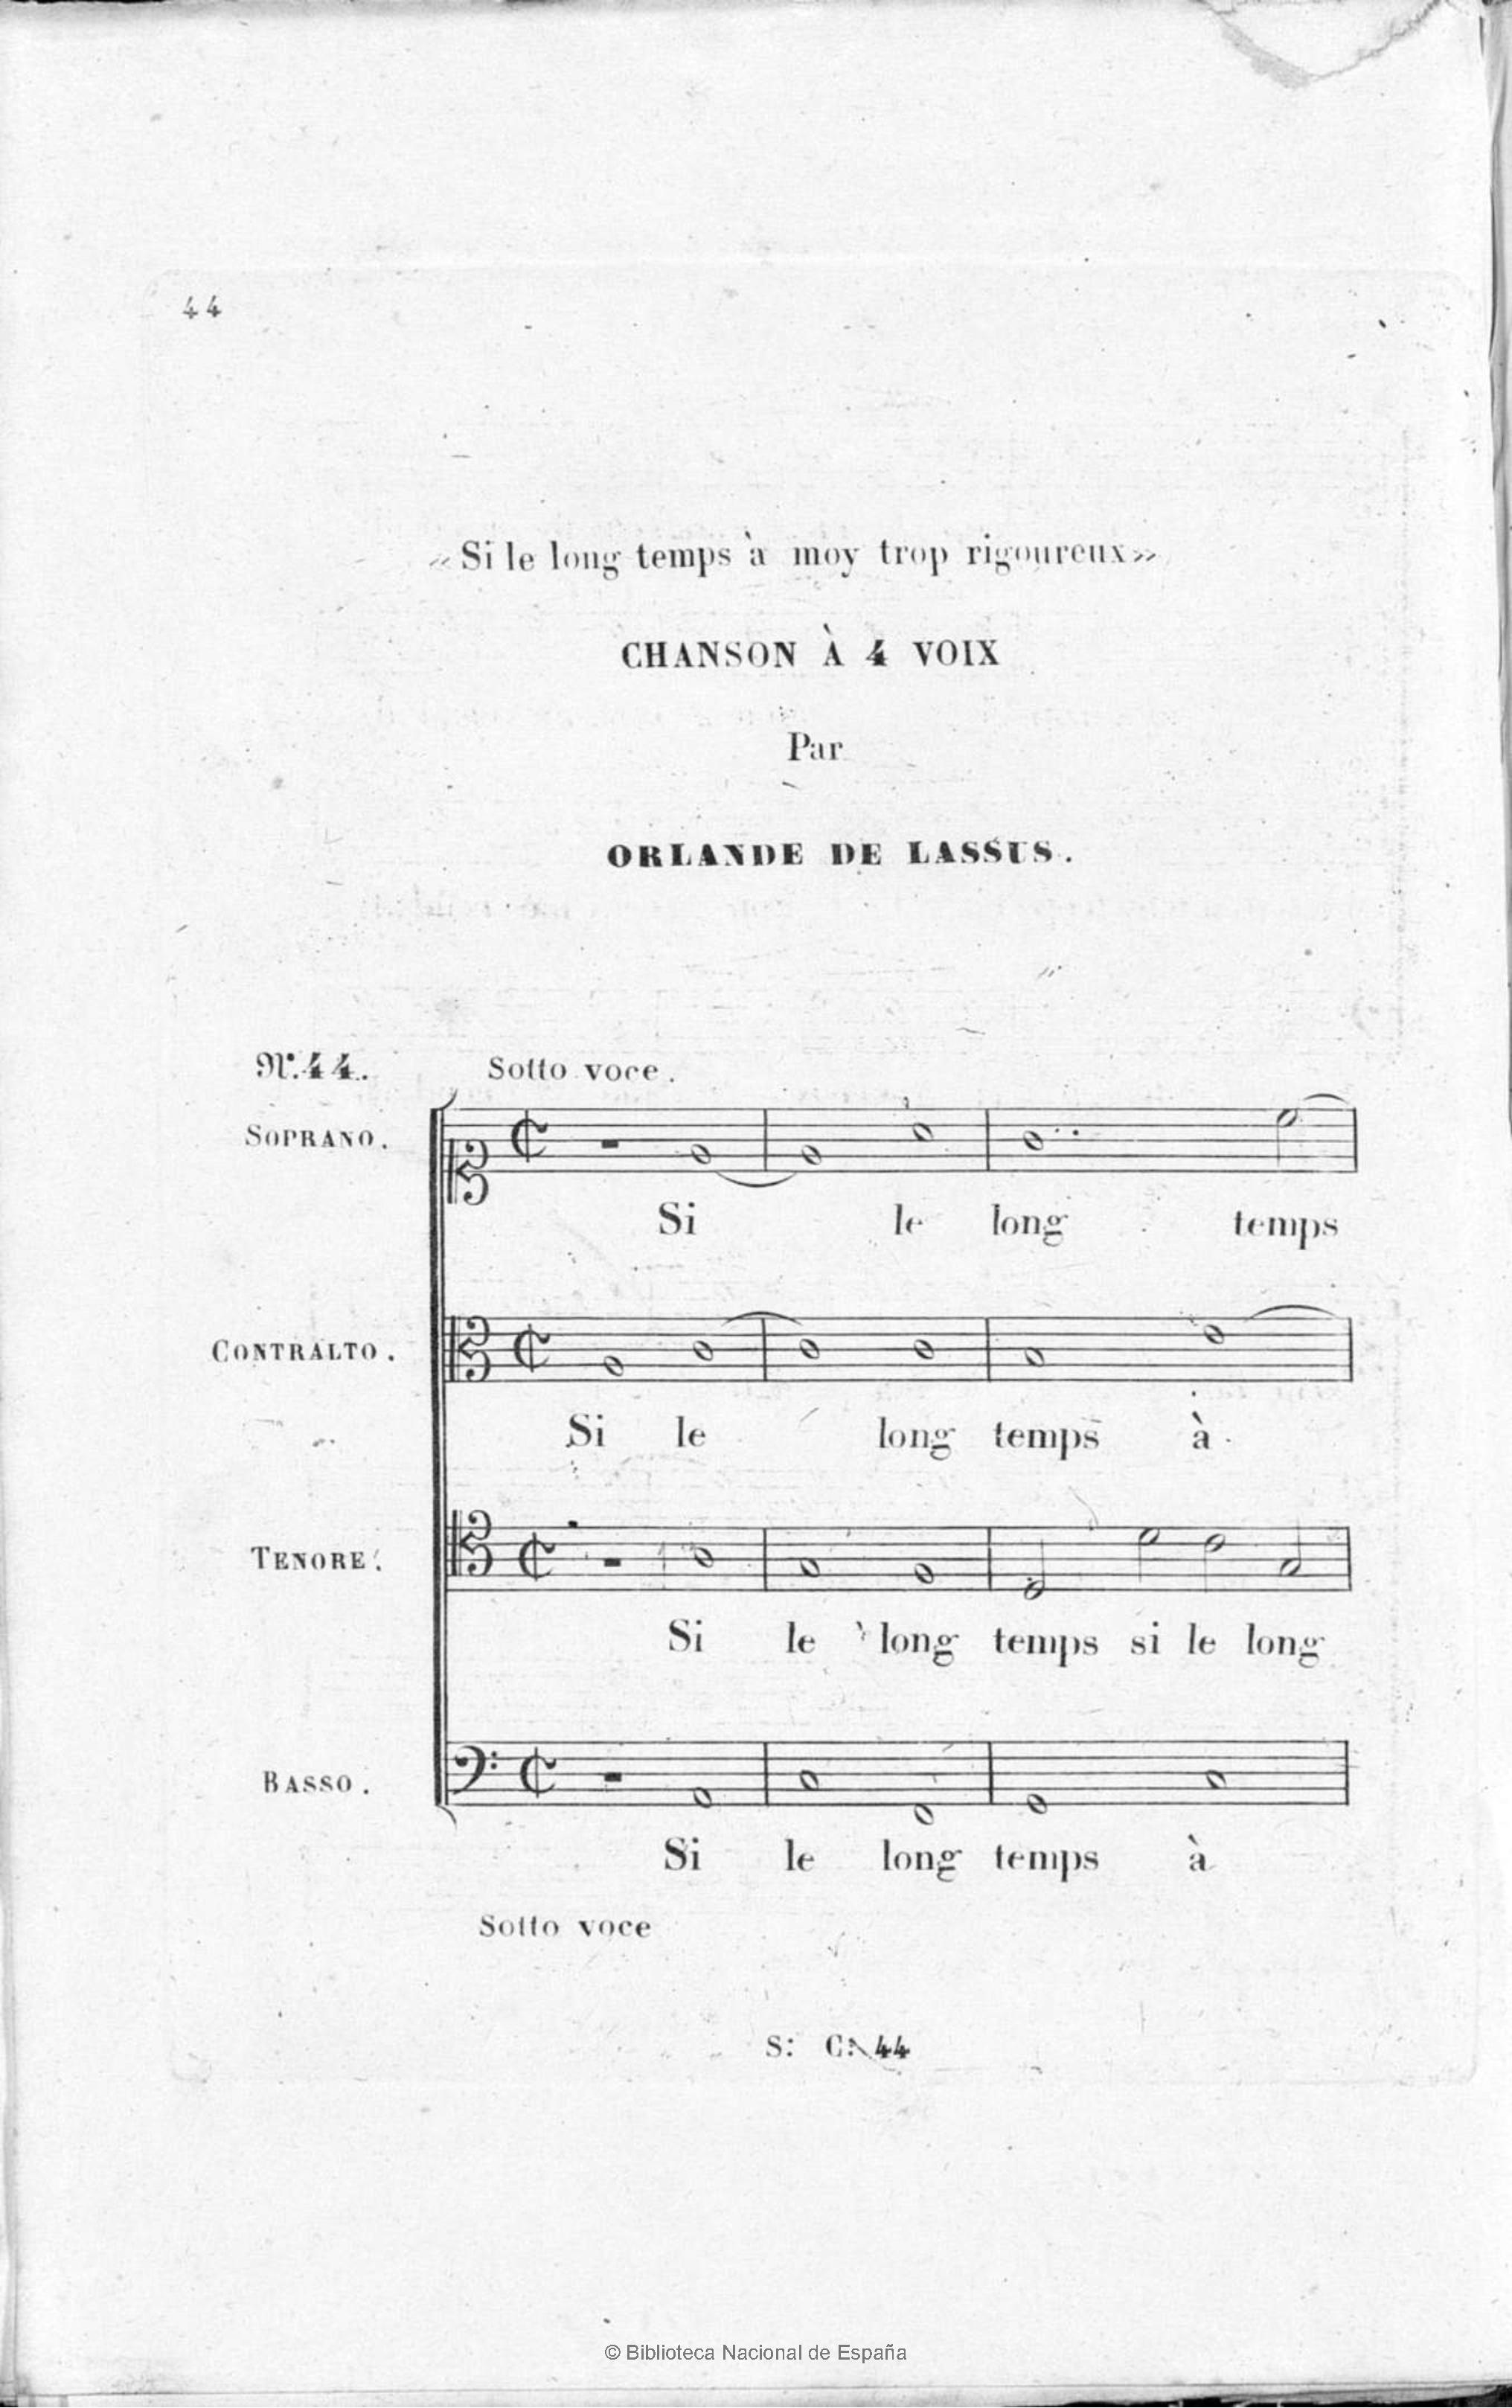 44
« Si le long temps à moy trop rigoureux »
CHANSON À 4 VOIX
Par
ORLANDE DE LASSUS.
Nr. 44.
Sotto voce.
SOPRANO.
Si le long temps
CONTRALTO.
Si le long temps à
TENORE.
Si le long temps si le long
BASSO.
Si le long temps à
Sotto voce
S: C: 44
© Biblioteca Nacional de España